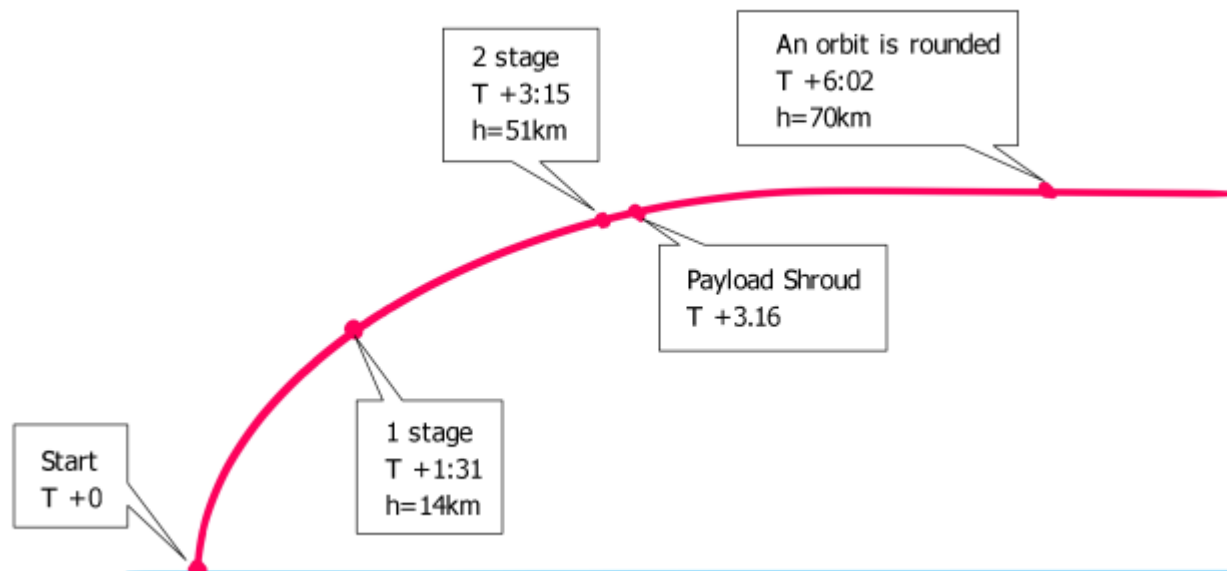 Start
T +0
1 stage
T +1:31
h=14km
2 stage
T +3:15
h=51km
Payload Shroud
T +3.16
An orbit is rounded
T +6:02
h=70km